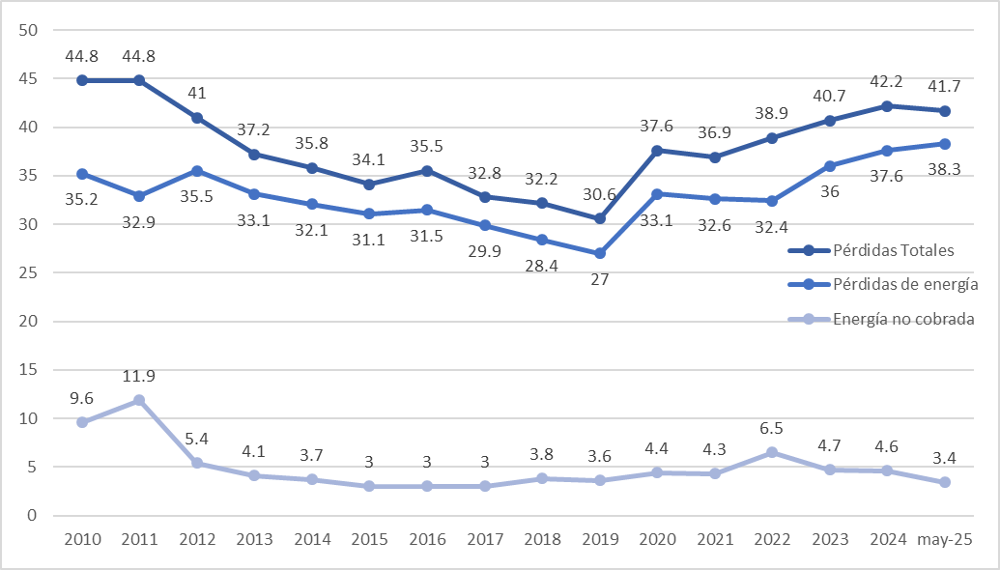 50
45
40
35
30
25
20
15
10
5
0
44.8 44.8 41 37.2 35.8 34.1 35.5 32.8 32.2 30.6 37.6 36.9 38.9 40.7 42.2 41.7
35.2 32.9 35.5 33.1 32.1 31.1 31.5 29.9 28.4 27 33.1 32.6 32.4 36 37.6 38.3
9.6 11.9 5.4 4.1 3.7 3 3 3 3.8 3.6 4.4 4.3 6.5 4.7 4.6 3.4
Pérdidas Totales
Pérdidas de energía
Energía no cobrada
2010 2011 2012 2013 2014 2015 2016 2017 2018 2019 2020 2021 2022 2023 2024 may-25